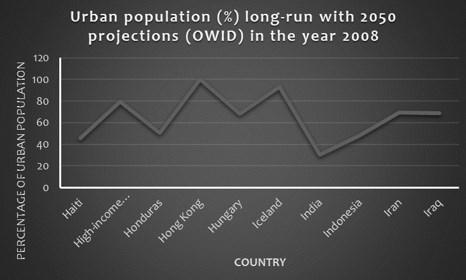 Urban population (%) long-run with 2050
projections (OWID) in the year 2008
PERCENTAGE OF URBAN POPULATION
120
100
80
60
40
20
0
Haiti
High-income...
Honduras
Hong Kong
Hungary
Iceland
India
Indonesia
Iran
Iraq
COUNTRY